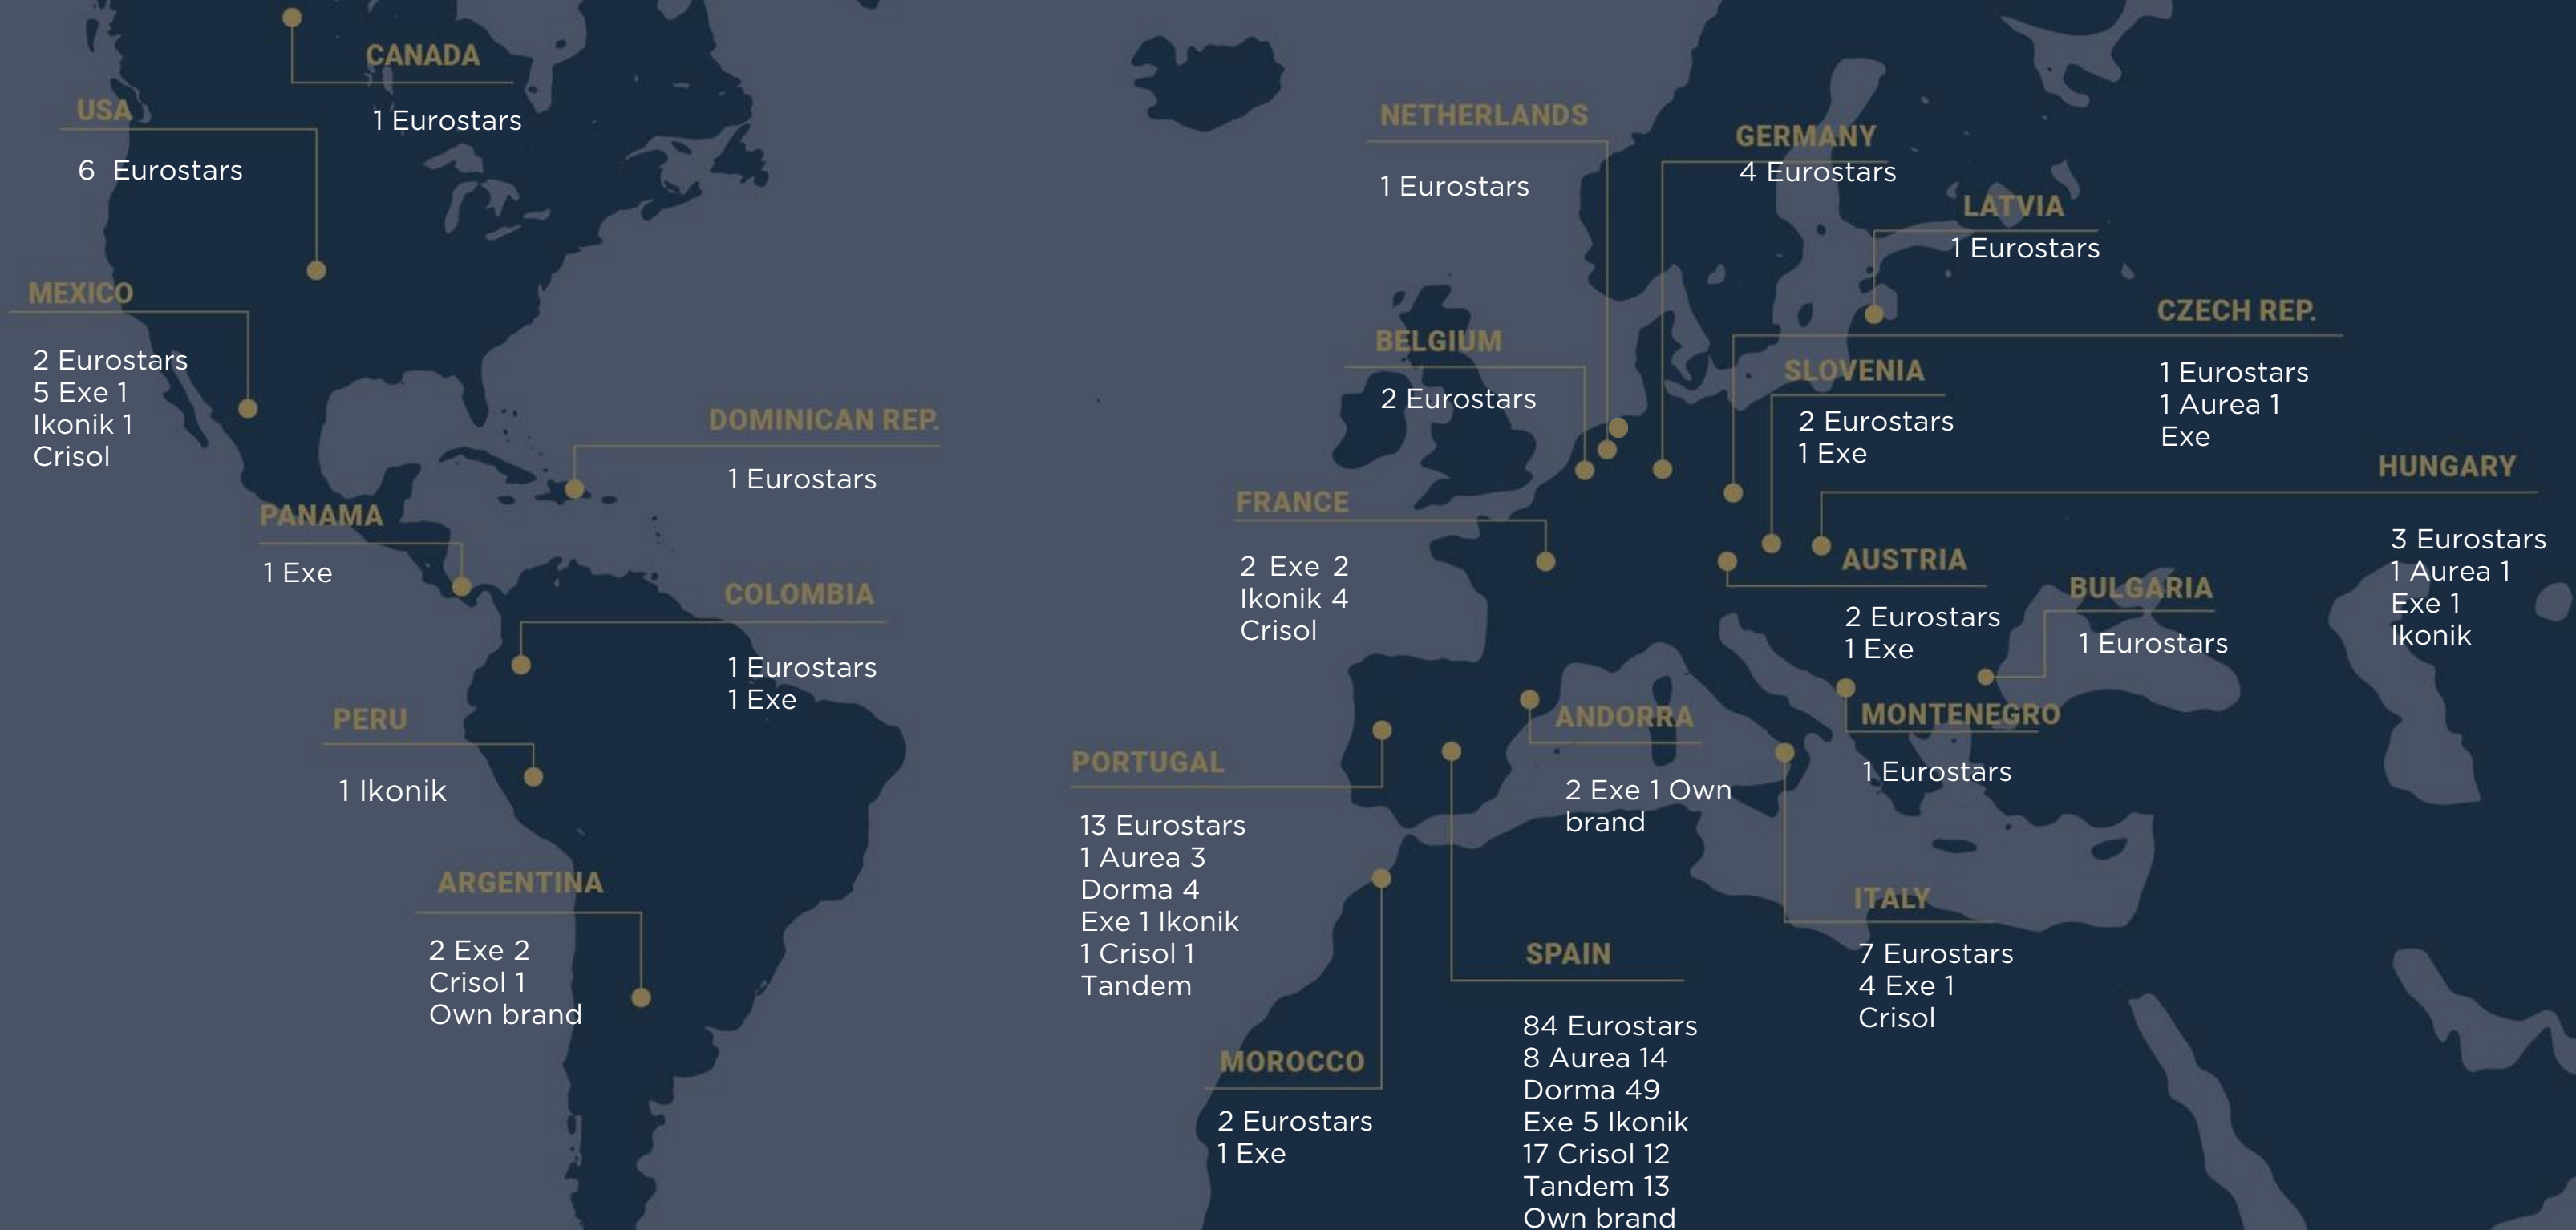 CANADA
1 Eurostars
USA
6 Eurostars
MEXICO
2 Eurostars
5 Exe 1
Ikonik 1
Crisol
DOMINICAN REP.
1 Eurostars
PANAMA
1 Exe
COLOMBIA
1 Eurostars
1 Exe
PERU
1 Ikonik
ARGENTINA
2 Exe 2
Crisol 1
Own brand
NETHERLANDS
1 Eurostars
GERMANY
4 Eurostars
LATVIA
1 Eurostars
CZECH REP.
1 Eurostars
1 Aurea 1
Exe
BELGIUM
2 Eurostars
SLOVENIA
2 Eurostars
1 Exe
HUNGARY
3 Eurostars
1 Aurea 1
Exe 1
Ikonik
FRANCE
2 Exe 2
Ikonik 4
Crisol
AUSTRIA
2 Eurostars
1 Exe
BULGARIA
1 Eurostars
ANDORRA
2 Exe 1 Own
brand
MONTENEGRO
1 Eurostars
PORTUGAL
13 Eurostars
1 Aurea 3
Dorma 4
Exe 1 Ikonik
1 Crisol 1
Tandem
ITALY
7 Eurostars
4 Exe 1
Crisol
SPAIN
84 Eurostars
8 Aurea 14
Dorma 49
Exe 5 Ikonik
17 Crisol 12
Tandem 13
Own brand
MOROCCO
2 Eurostars
1 Exe